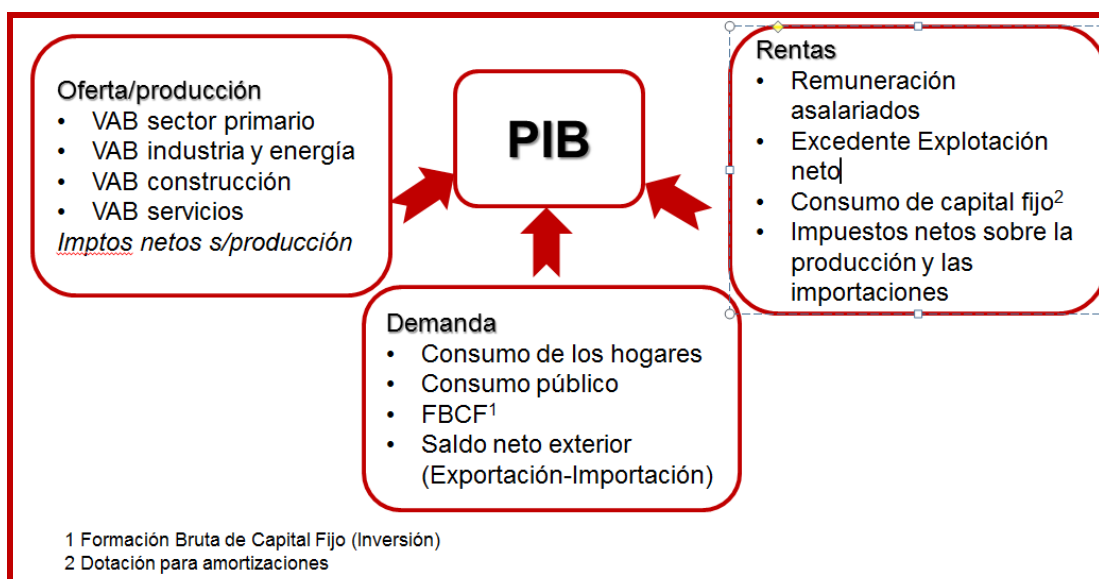 Oferta/producción
• VAB sector primario
• VAB industria y energía
• VAB construcción
• VAB servicios
Imptos netos s/producción
PIB
Rentas
• Remuneración
asalariados
• Excedente Explotación
neto
• Consumo de capital fijo²
• Impuestos netos sobre la
producción y las
importaciones
Demanda
• Consumo de los hogares
• Consumo público
• FBCF¹
• Saldo neto exterior
(Exportación-Importación)
1 Formación Bruta de Capital Fijo (Inversión)
2 Dotación para amortizaciones